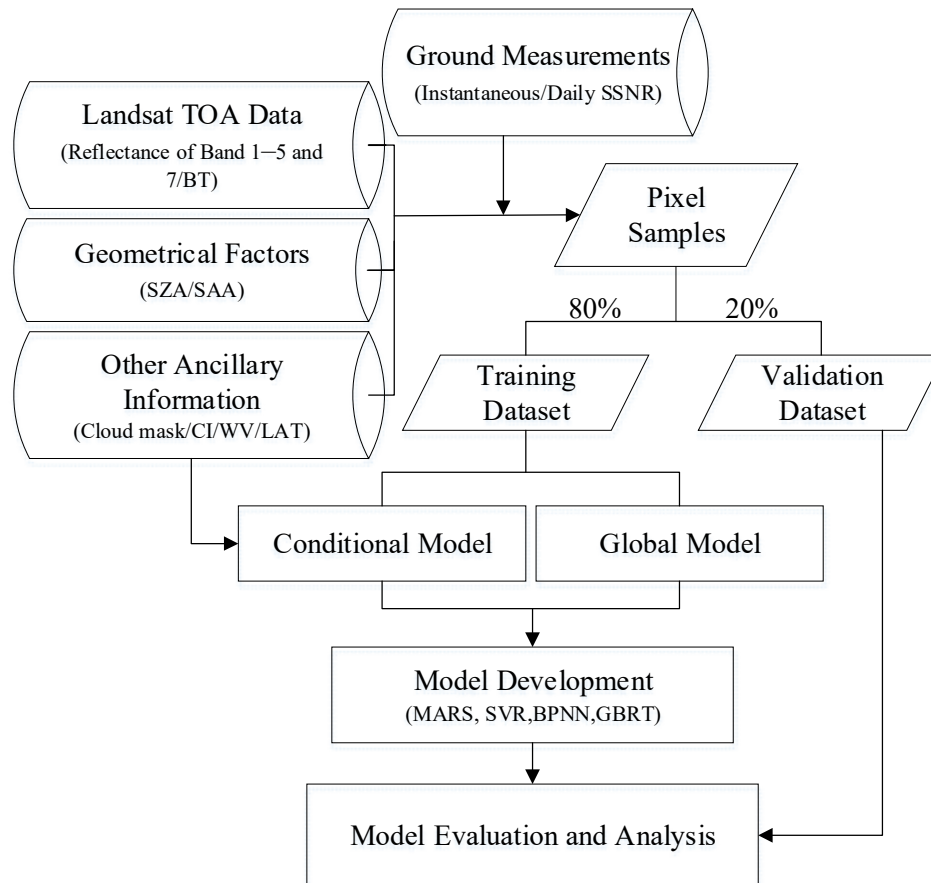 Ground Measurements
(Instantaneous/Daily SSNR)
Landsat TOA Data
(Reflectance of Band 1—5 and
7/BT)
Geometrical Factors
(SZA/SAA)
Other Ancillary
Information
(Cloud mask/CI/WV/LAT)
Pixel
Samples
80%
20%
Training
Dataset
Validation
Dataset
Conditional Model
Global Model
Model Development
(MARS, SVR,BPNN,GBRT)
Model Evaluation and Analysis